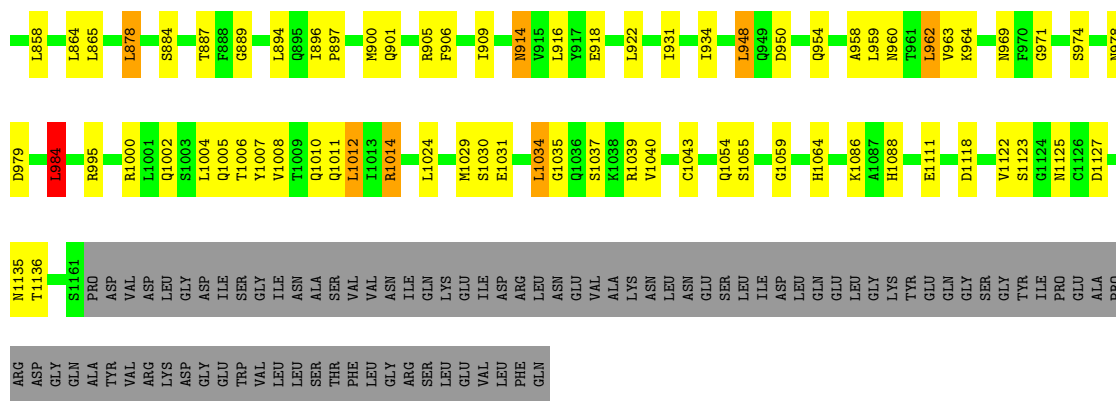 L858 L864 L865 L878 S884 T887 F888 G889 L894 Q895 I896 P897 M900 Q901 R905 F906 I909 N914 V915 L916 Y917 E918 L922 I931 I934 L948 Q949 D950 Q954 A958 L959 N960 T961 L962 V963 K964 N969 F970 G971 S974 N978
D979 L984 R995 R1000 L1001 Q1002 S1003 L1004 Q1005 T1006 Y1007 V1008 T1009 Q1010 Q1011 L1012 I1013 R1014 L1024 M1029 S1030 E1031 L1034 G1035 Q1036 S1037 K1038 R1039 V1040 C1043 Q1054 S1055 G1059 H1064 K1086 A1087 H1088 E1111 D1118 V1122 S1123 G1124 N1125 C1126 D1127
N1135 T1136 S1161 PRO ASP VAL ASP LEU GLY ASP ILE SER GLY ILE ASN ALA SER VAL VAL ASN ILE GLN LYS GLU ILE ASP ARG LEU ASN GLU VAL ALA LYS ASN LEU ASN GLU SER LEU ILE ASP LEU GLN GLU LEU GLY LYS TYR GLU GLN GLY SER GLY TYR ILE PRO GLU ALA PRO
ARG ASP GLY GLN ALA TYR VAL ARG LYS ASP GLY GLU TRP VAL LEU LEU SER THR PHE LEU GLY ARG SER LEU GLU VAL LEU PHE GLN